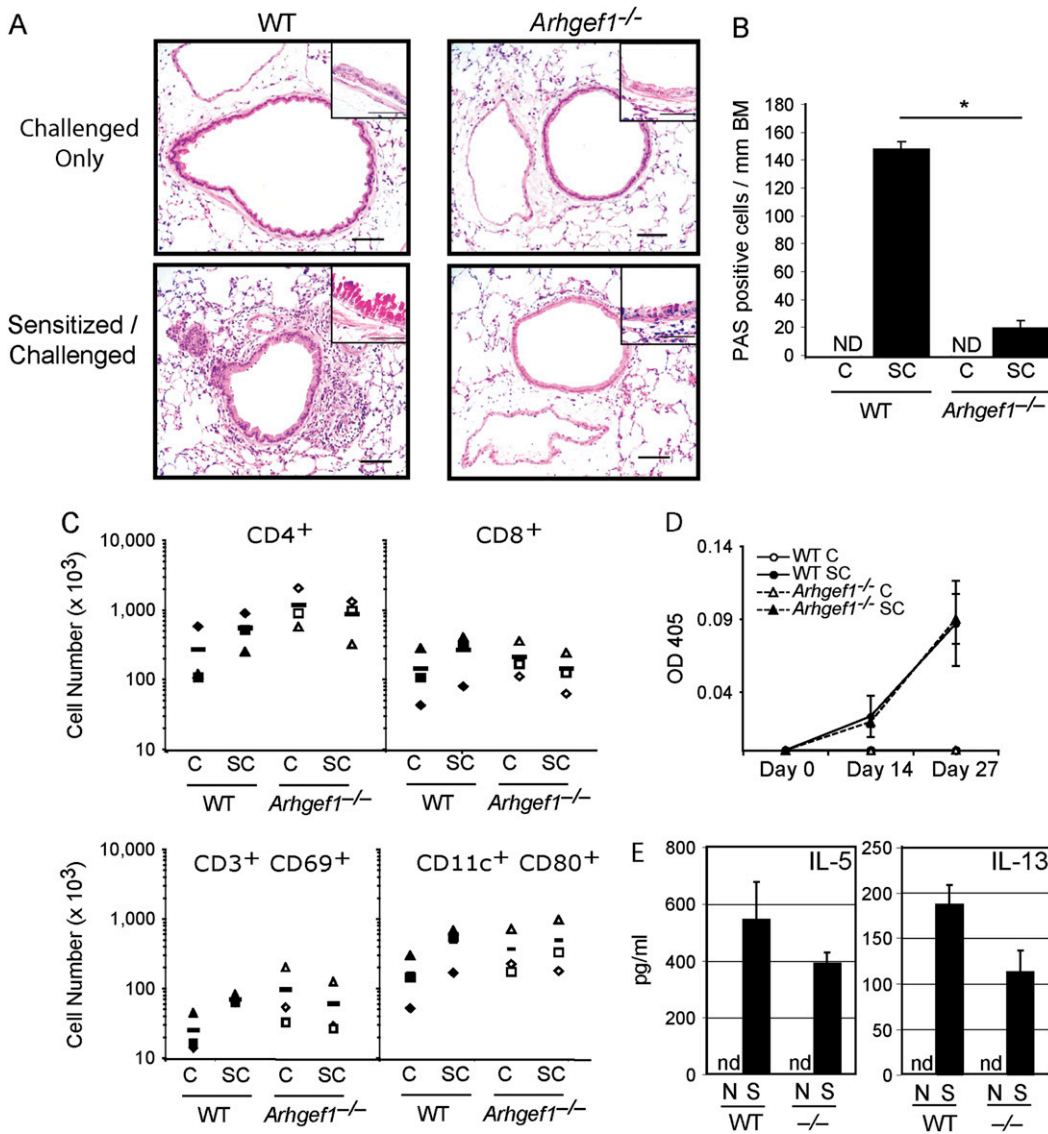 A
WT
Arhgef1–/–
Challenged
Only
Sensitized /
Challenged
B
PAS positive cells / mm BM
180
160
140
120
100
80
60
40
20
0
*
ND
ND
C
SC
C
SC
WT
Arhgef1–/–
C
Cell Number (x 10³)
10,000
1,000
100
10
CD4+
CD8+
C SC C SC
WT Arhgef1–/–
C SC C SC
WT Arhgef1–/–
Cell Number (x 10³)
10,000
1,000
100
10
CD3+ CD69+
CD11c+ CD80+
C SC C SC
WT Arhgef1–/–
C SC C SC
WT Arhgef1–/–
D
OD 405
0.14
0.09
0.04
WT C
WT SC
Arhgef1–/– C
Arhgef1–/– SC
Day 0 Day 14 Day 27
E
pg/ml
800
600
400
200
0
IL-5
nd nd
N S N S
WT –/–
250
200
150
100
50
0
IL-13
nd nd
N S N S
WT –/–